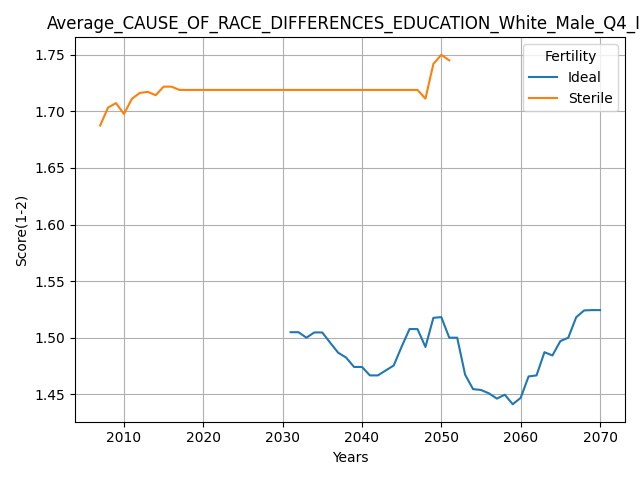 Average_CAUSE_OF_RACE_DIFFERENCES_EDUCATION_White_Male_Q4_I
Fertility
Ideal
Sterile
Score(1-2)
1.75
1.70
1.65
1.60
1.55
1.50
1.45
2010 2020 2030 2040 2050 2060 2070
Years